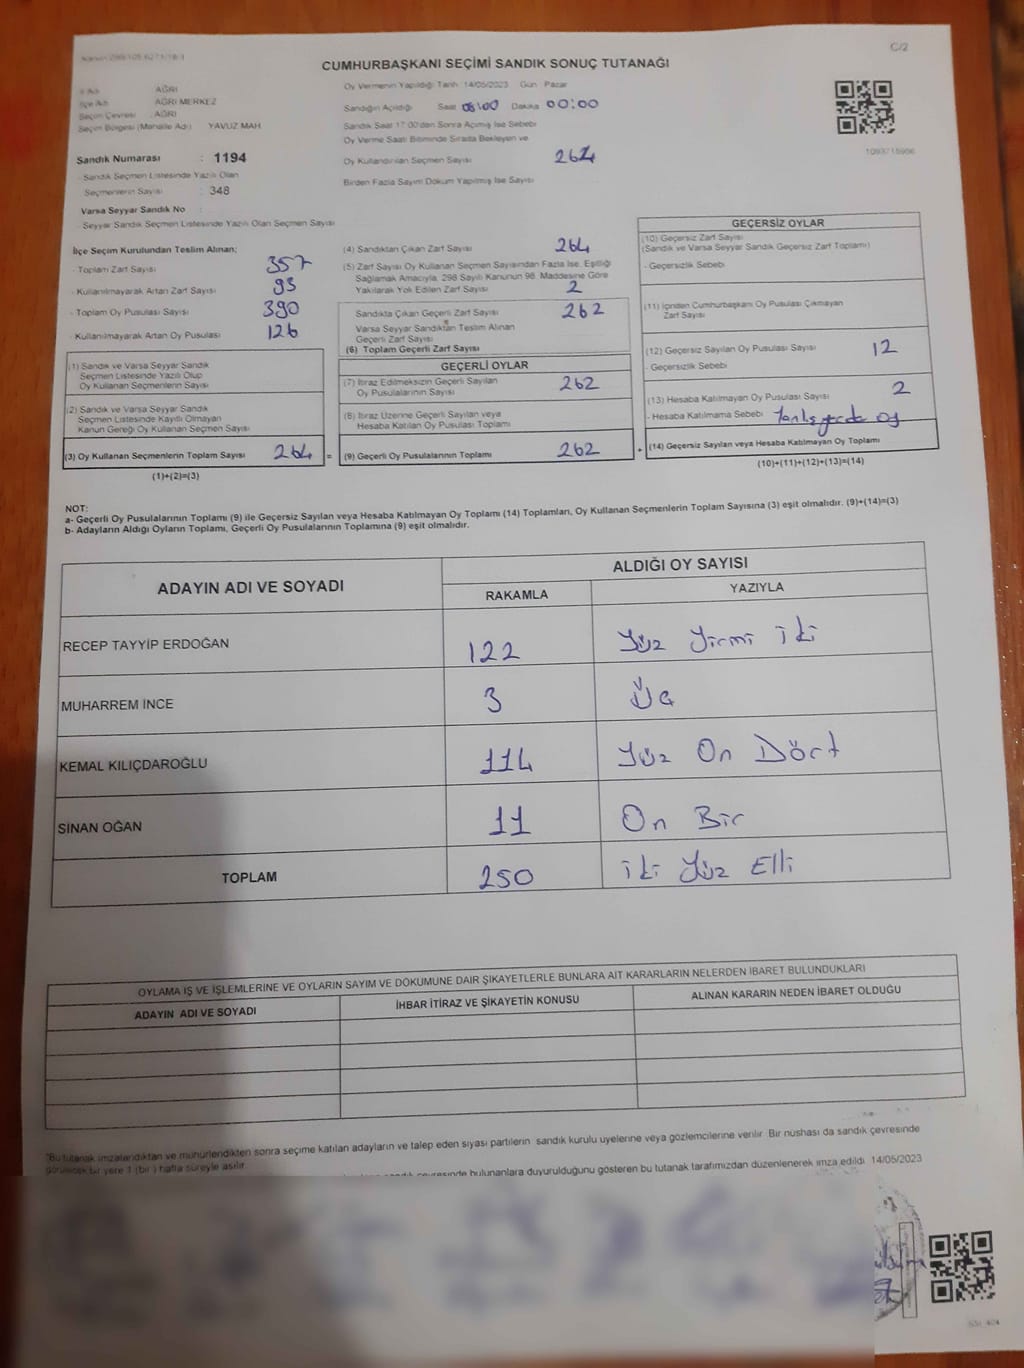 C/2
CUMHURBAŞKANI SEÇİMİ SANDIK SONUÇ TUTANAĞI
İl Adı : AĞRI
İlçe Adı : AĞRI MERKEZ
Seçim Çevresi : AĞRI
Seçim Bölgesi (Mahalle Adı) : YAVUZ MAH
Sandık Numarası : 1194
- Sandık Seçmen Listesinde Yazılı Olan
Seçmenlerin Sayısı : 348
Varsa Seyyar Sandık No :
- Seyyar Sandık Seçmen Listesinde Yazılı Olan Seçmen Sayısı
Oy Vermenin Yapıldığı Tarih 14/05/2023 Gün Pazar
Sandığın Açıldığı Saat 08:00 Dakika 00:00
Sandık Saat 17:00'den Sonra Açılmış İse Sebebi
Oy Verme Saati Bitiminde Sırada Bekleyen ve
Oy Kullandırılan Seçmen Sayısı 264
Birden Fazla Sayım Döküm Yapılmış İse Sayısı
İlçe Seçim Kurulundan Teslim Alınan;
- Toplam Zarf Sayısı 357
- Kullanılmayarak Artan Zarf Sayısı 93
- Toplam Oy Pusulası Sayısı 390
- Kullanılmayarak Artan Oy Pusulası 126
(4) Sandıktan Çıkan Zarf Sayısı 264
(5) Zarf Sayısı Oy Kullanan Seçmen Sayısından Fazla İse, Eşitliği
Sağlamak Amacıyla, 298 Sayılı Kanunun 98. Maddesine Göre
Yakılarak Yok Edilen Zarf Sayısı 2
Sandıkta Çıkan Geçerli Zarf Sayısı 262
Varsa Seyyar Sandıktan Teslim Alınan
Geçerli Zarf Sayısı
(6) Toplam Geçerli Zarf Sayısı
GEÇERSİZ OYLAR
(10) Geçersiz Zarf Sayısı
(Sandık ve Varsa Seyyar Sandık Geçersiz Zarf Toplamı)
- Geçersizlik Sebebi
(11) İçinden Cumhurbaşkanı Oy Pusulası Çıkmayan
Zarf Sayısı
(12) Geçersiz Sayılan Oy Pusulası Sayısı 12
- Geçersizlik Sebebi
(13) Hesaba Katılmayan Oy Pusulası Sayısı 2
- Hesaba Katılmama Sebebi Yanlış yerde oy
(14) Geçersiz Sayılan veya Hesaba Katılmayan Oy Toplamı
(10)+(11)+(12)+(13)=(14)
(1) Sandık ve Varsa Seyyar Sandık
Seçmen Listesinde Yazılı Olup
Oy Kullanan Seçmenlerin Sayısı
(2) Sandık ve Varsa Seyyar Sandık
Seçmen Listesinde Kayıtlı Olmayan
Kanun Gereği Oy Kullanan Seçmen Sayısı
(3) Oy Kullanan Seçmenlerin Toplam Sayısı 264 =
(1)+(2)=(3)
GEÇERLİ OYLAR
(7) İtiraz Edilmeksizin Geçerli Sayılan
Oy Pusulalarının Sayısı 262
(8) İtiraz Üzerine Geçerli Sayılan veya
Hesaba Katılan Oy Pusulası Toplamı
(9) Geçerli Oy Pusulalarının Toplamı 262 +
NOT:
a- Geçerli Oy Pusulalarının Toplamı (9) ile Geçersiz Sayılan veya Hesaba Katılmayan Oy Toplamı (14) Toplamları, Oy Kullanan Seçmenlerin Toplam Sayısına (3) eşit olmalıdır. (9)+(14)=(3)
b- Adayların Aldığı Oyların Toplamı, Geçerli Oy Pusulalarının Toplamına (9) eşit olmalıdır.
ADAYIN ADI VE SOYADI
ALDIĞI OY SAYISI
RAKAMLA YAZIYLA
RECEP TAYYİP ERDOĞAN 122 Yüz Yirmi iki
MUHARREM İNCE 3 Üç
KEMAL KILIÇDAROĞLU 114 Yüz On Dört
SİNAN OĞAN 11 On Bir
TOPLAM 250 iki Yüz Elli
OYLAMA İŞ VE İŞLEMLERİNE VE OYLARIN SAYIM VE DÖKÜMÜNE DAİR ŞİKAYETLERLE BUNLARA AİT KARARLARIN NELERDEN İBARET BULUNDUKLARI
ADAYIN ADI VE SOYADI İHBAR İTİRAZ VE ŞİKAYETİN KONUSU ALINAN KARARIN NEDEN İBARET OLDUĞU
*Bu tutanak imzalandıktan ve mühürlendikten sonra seçime katılan adayların ve talep eden siyasi partilerin sandık kurulu üyelerine veya gözlemcilerine verilir. Bir nüshası da sandık çevresinde
görülecek bir yere 1 (bir) hafta süreyle asılır.
çevresinde bulunanlara duyurulduğunu gösteren bu tutanak tarafımızdan düzenlenerek imza edildi. 14/05/2023